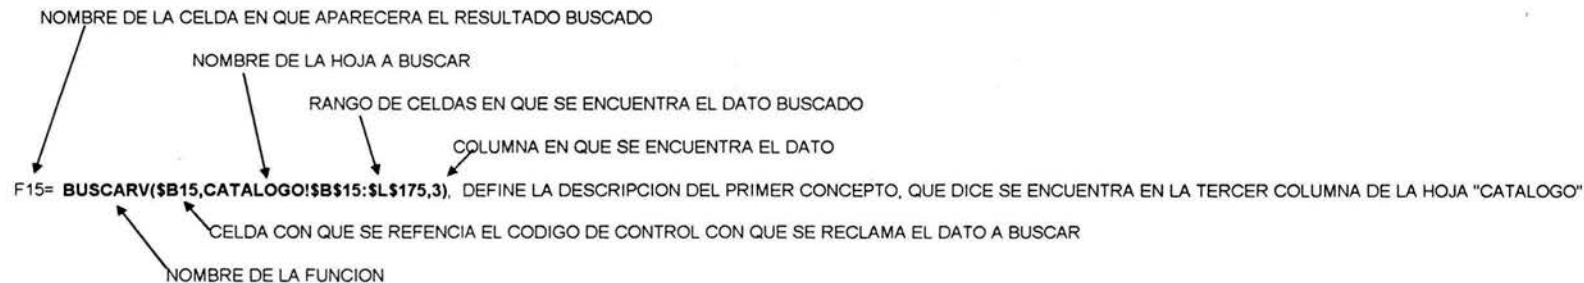 NOMBRE DE LA CELDA EN QUE APARECERA EL RESULTADO BUSCADO
NOMBRE DE LA HOJA A BUSCAR
RANGO DE CELDAS EN QUE SE ENCUENTRA EL DATO BUSCADO
COLUMNA EN QUE SE ENCUENTRA EL DATO
F15= BUSCARV($B15,CATALOGO!$B$15:$L$175,3), DEFINE LA DESCRIPCION DEL PRIMER CONCEPTO, QUE DICE SE ENCUENTRA EN LA TERCER COLUMNA DE LA HOJA "CATALOGO"
CELDA CON QUE SE REFENCIA EL CODIGO DE CONTROL CON QUE SE RECLAMA EL DATO A BUSCAR
NOMBRE DE LA FUNCION